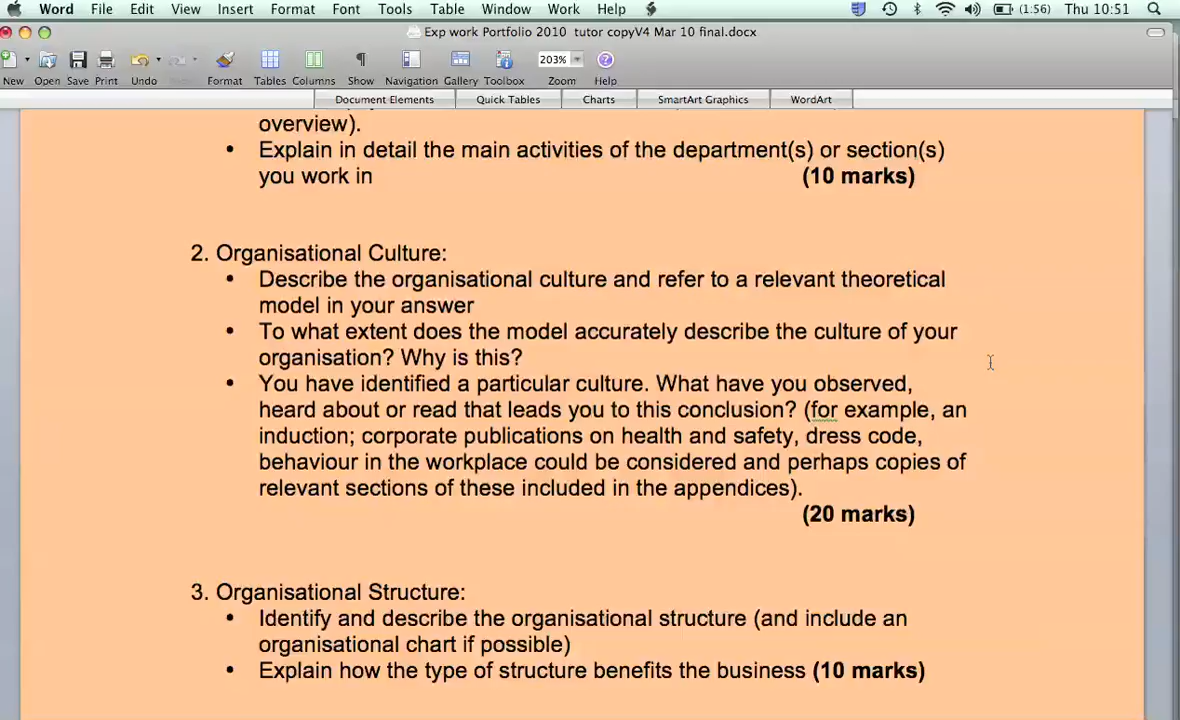 Word File Edit View Insert Format Font Tools Table Window Work Help (1:56) Thu 10:51
Exp work Portfolio 2010 tutor copyV4 Mar 10 final.docx
203%
New Open Save Print Undo Format Tables Columns Show Navigation Gallery Toolbox Zoom Help
Document Elements Quick Tables Charts SmartArt Graphics WordArt
overview).
• Explain in detail the main activities of the department(s) or section(s)
you work in (10 marks)
2. Organisational Culture:
• Describe the organisational culture and refer to a relevant theoretical
model in your answer
• To what extent does the model accurately describe the culture of your
organisation? Why is this?
• You have identified a particular culture. What have you observed,
heard about or read that leads you to this conclusion? (for example, an
induction; corporate publications on health and safety, dress code,
behaviour in the workplace could be considered and perhaps copies of
relevant sections of these included in the appendices).
(20 marks)
3. Organisational Structure:
• Identify and describe the organisational structure (and include an
organisational chart if possible)
• Explain how the type of structure benefits the business (10 marks)